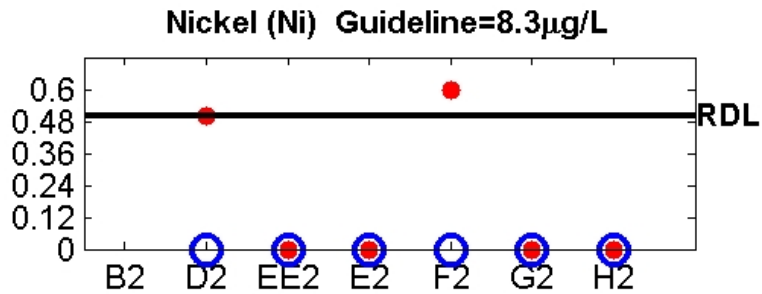 Nickel (Ni) Guideline=8.3µg/L
0.6
0.48
RDL
0.36
0.24
0.12
0
B2 D2 EE2 E2 F2 G2 H2